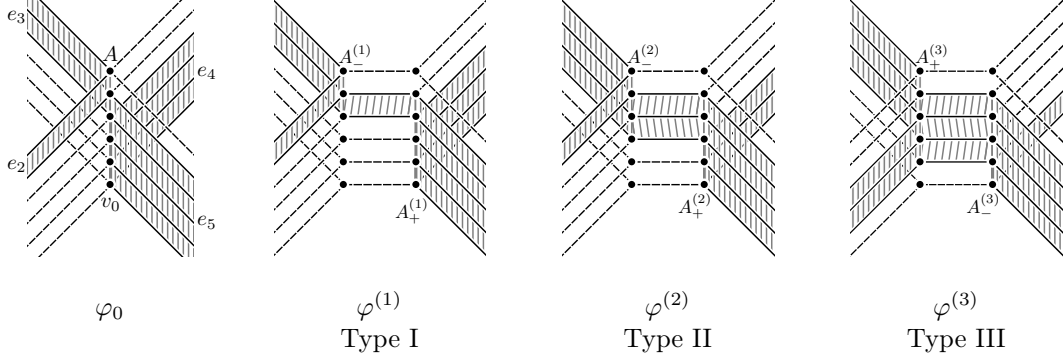 e₃
A
e₄
e₂
v₀
e₅
A₋⁽¹⁾
A₊⁽¹⁾
A₋⁽²⁾
A₊⁽²⁾
A₊⁽³⁾
A₋⁽³⁾
φ₀
φ⁽¹⁾
φ⁽²⁾
φ⁽³⁾
Type I
Type II
Type III